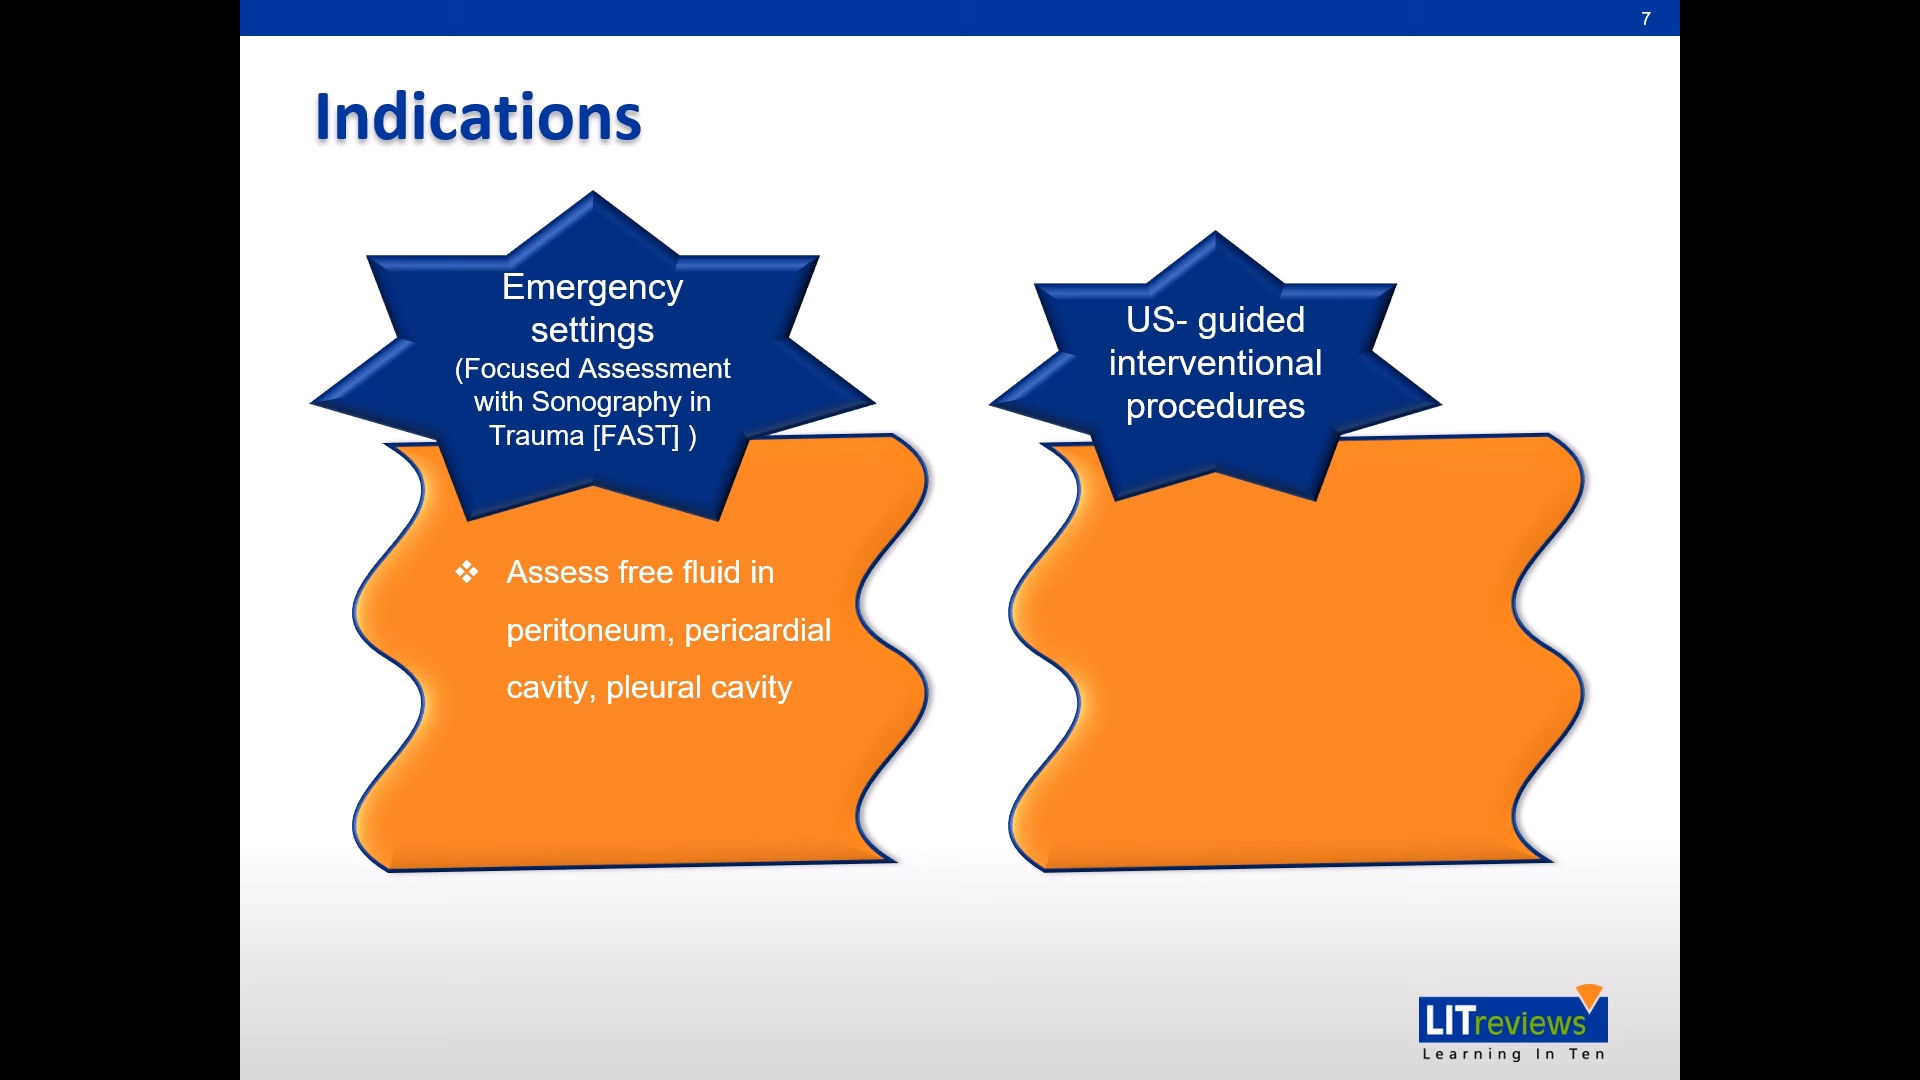 7
Indications
Emergency
settings
(Focused Assessment
with Sonography in
Trauma [FAST] )
❖ Assess free fluid in
peritoneum, pericardial
cavity, pleural cavity
US- guided
interventional
procedures
LITreviews
Learning In Ten